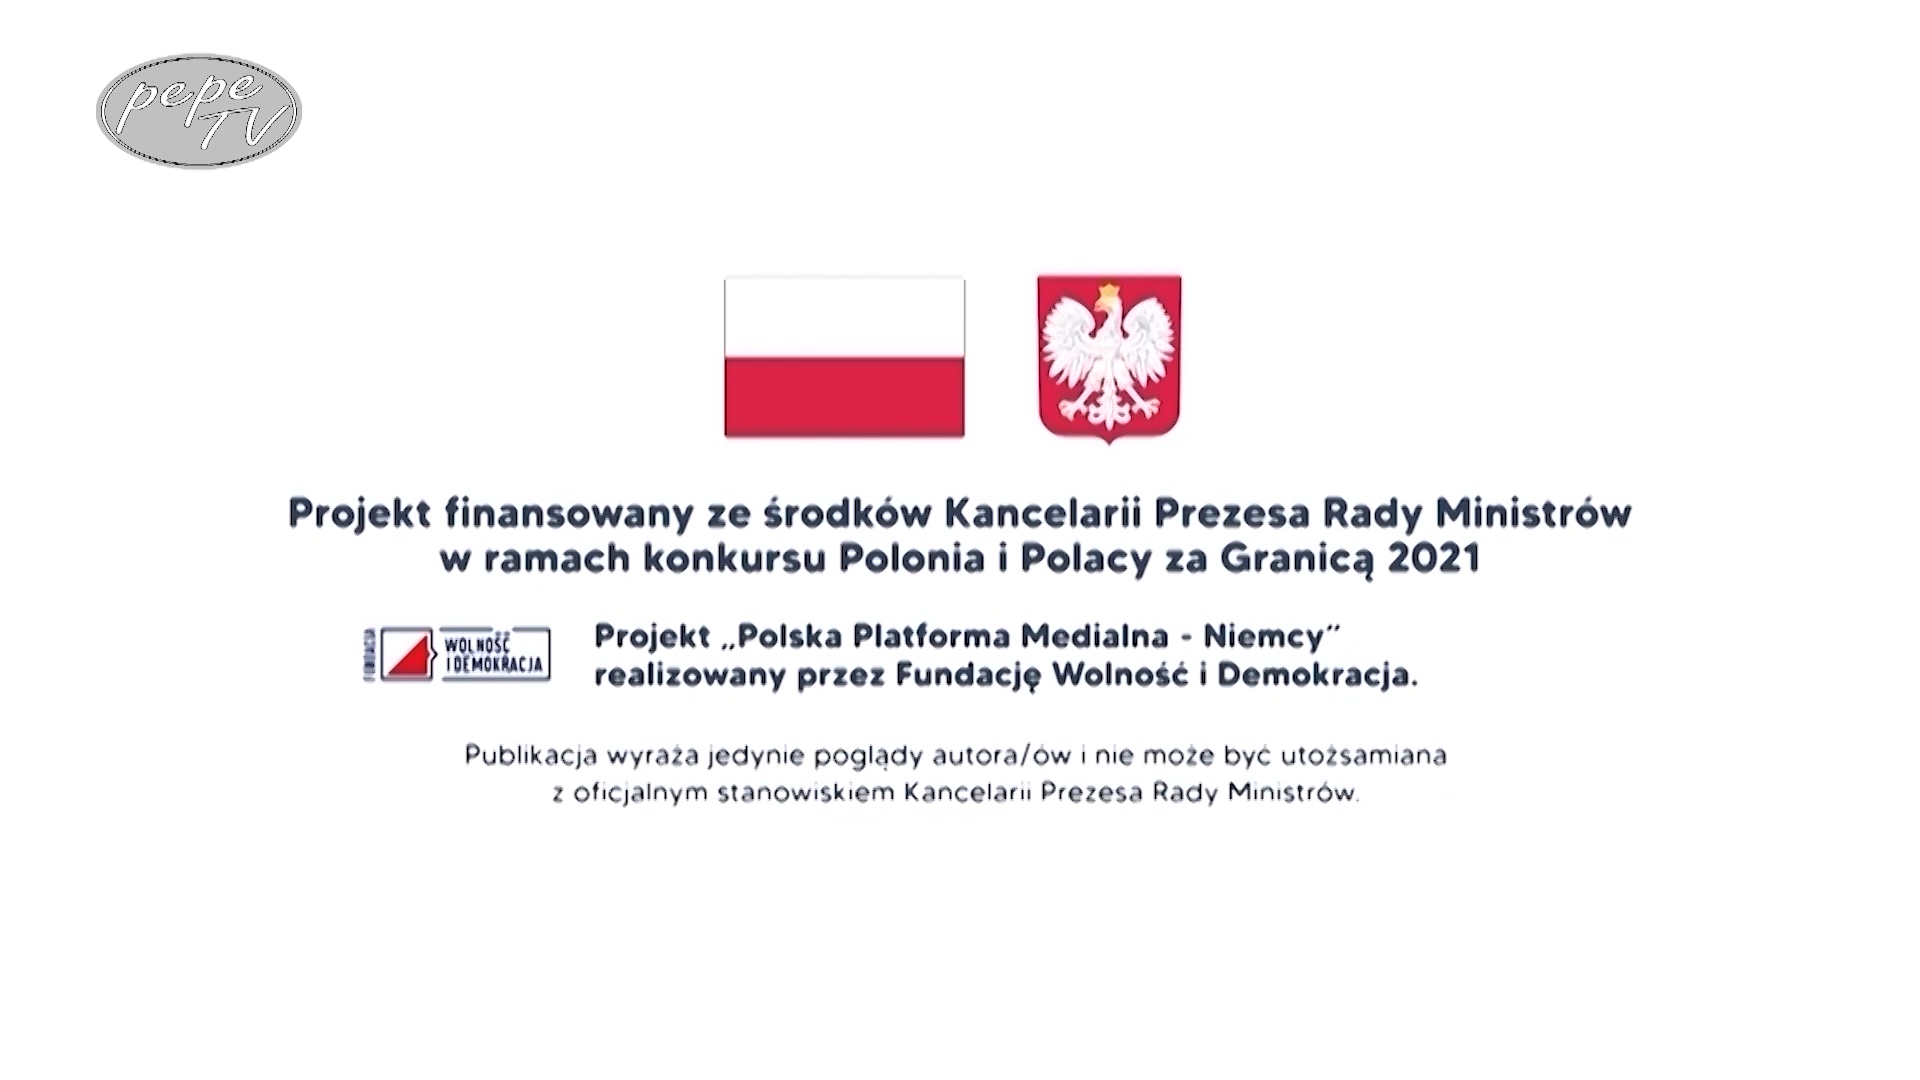 pepe
TV
Projekt finansowany ze środków Kancelarii Prezesa Rady Ministrów
w ramach konkursu Polonia i Polacy za Granicą 2021
FUNDACJA
WOLNOŚĆ
I DEMOKRACJA
Projekt „Polska Platforma Medialna - Niemcy”
realizowany przez Fundację Wolność i Demokracja.
Publikacja wyraża jedynie poglądy autora/ów i nie może być utożsamiana
z oficjalnym stanowiskiem Kancelarii Prezesa Rady Ministrów.